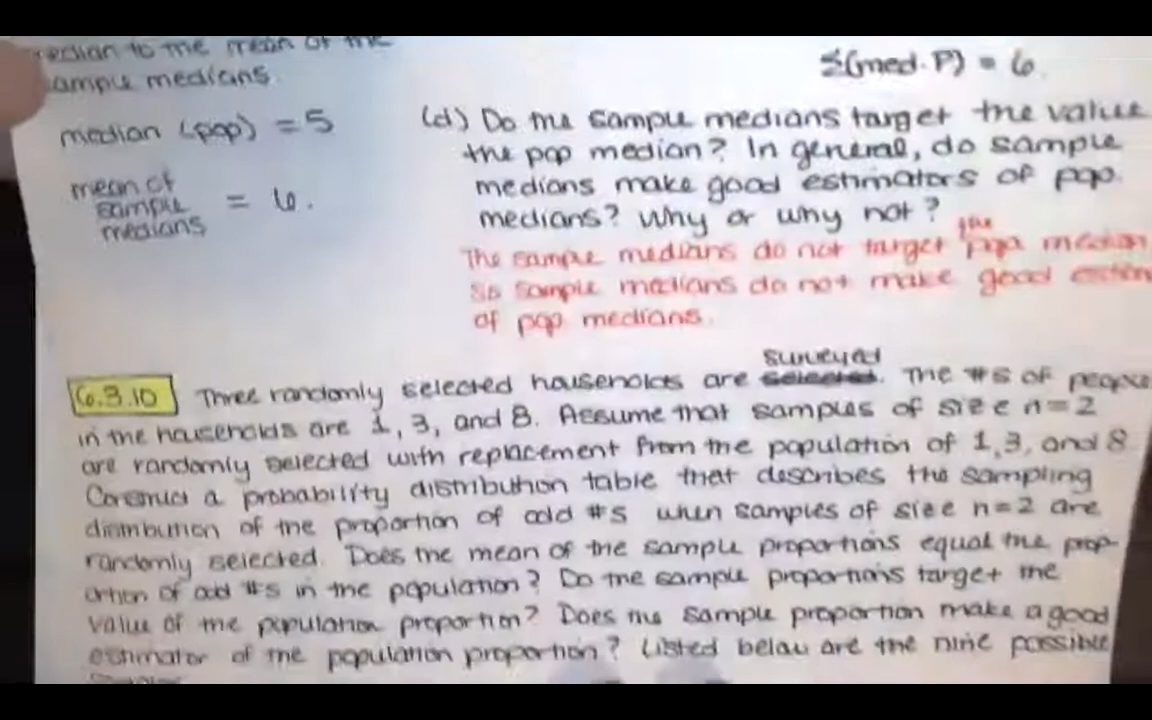 median to the mean of the
sample medians.
median (pop) = 5
mean of
sample
medians = 6.
Σ(med. P) = 6
(d) Do the sample medians target the value
the pop median? In general, do sample
medians make good estimators of pop.
medians? Why or why not?
The sample medians do not target the pop median
so sample medians do not make good
of pop medians.
6.3.10 Three randomly selected households are surveyed. The #s of people
in the households are 1, 3, and 8. Assume that samples of size n=2
are randomly selected with replacement from the population of 1,3, and 8
Construct a probability distribution table that describes the sampling
distribution of the proportion of odd #s when samples of size n=2 are
randomly selected. Does the mean of the sample proportions equal the prop-
ortion of odd #s in the population? Do the sample proportions target the
value of the population proportion? Does the sample proportion make a good
estimator of the population proportion? Listed below are the nine possible